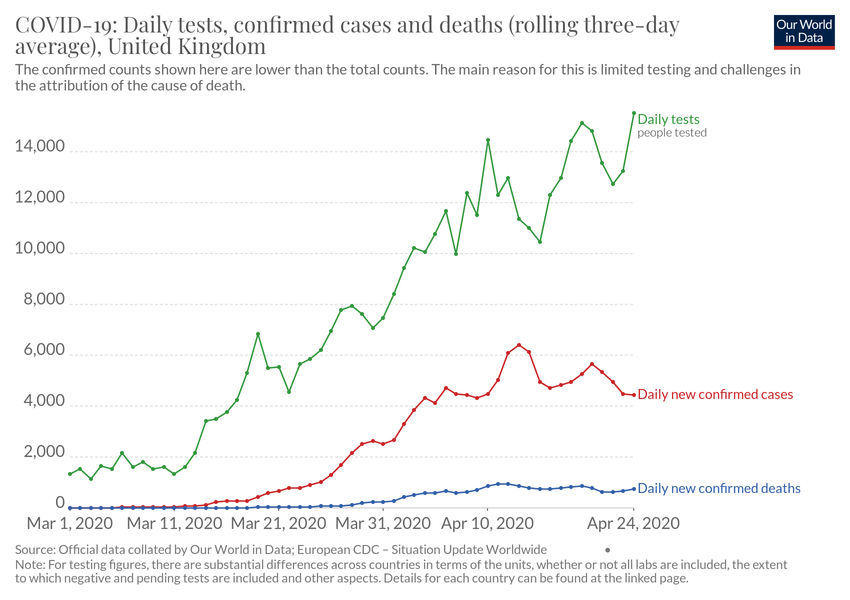 COVID-19: Daily tests, confirmed cases and deaths (rolling three-day
average), United Kingdom
Our World
in Data
The confirmed counts shown here are lower than the total counts. The main reason for this is limited testing and challenges in
the attribution of the cause of death.
14,000
12,000
10,000
8,000
6,000
4,000
2,000
0
Daily tests
people tested
Daily new confirmed cases
Daily new confirmed deaths
Mar 1, 2020 Mar 11, 2020 Mar 21, 2020 Mar 31, 2020 Apr 10, 2020 Apr 24, 2020
Source: Official data collated by Our World in Data; European CDC – Situation Update Worldwide •
Note: For testing figures, there are substantial differences across countries in terms of the units, whether or not all labs are included, the extent
to which negative and pending tests are included and other aspects. Details for each country can be found at the linked page.